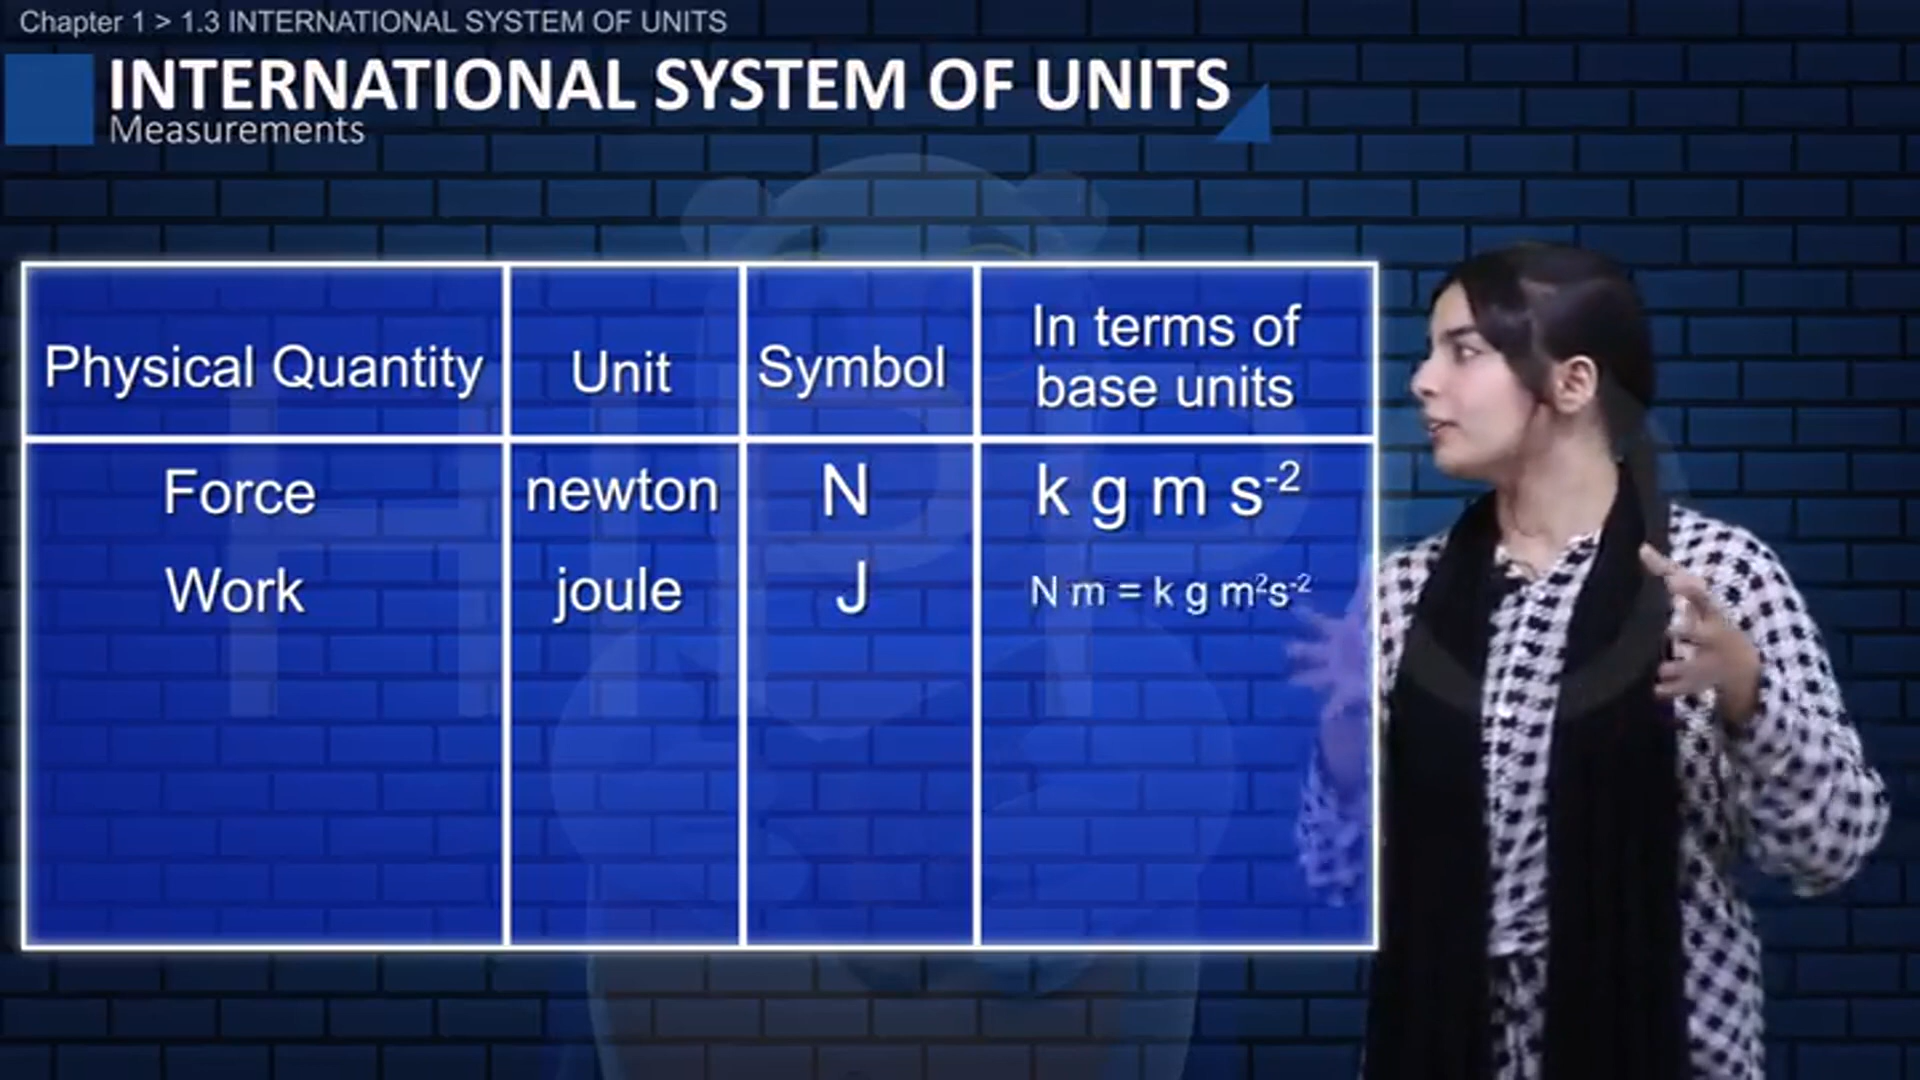 Chapter 1 > 1.3 INTERNATIONAL SYSTEM OF UNITS
INTERNATIONAL SYSTEM OF UNITS
Measurements
Physical Quantity Unit Symbol In terms of base units
Force newton N k g m s⁻²
Work joule J N m = k g m²s⁻²
HIPPO